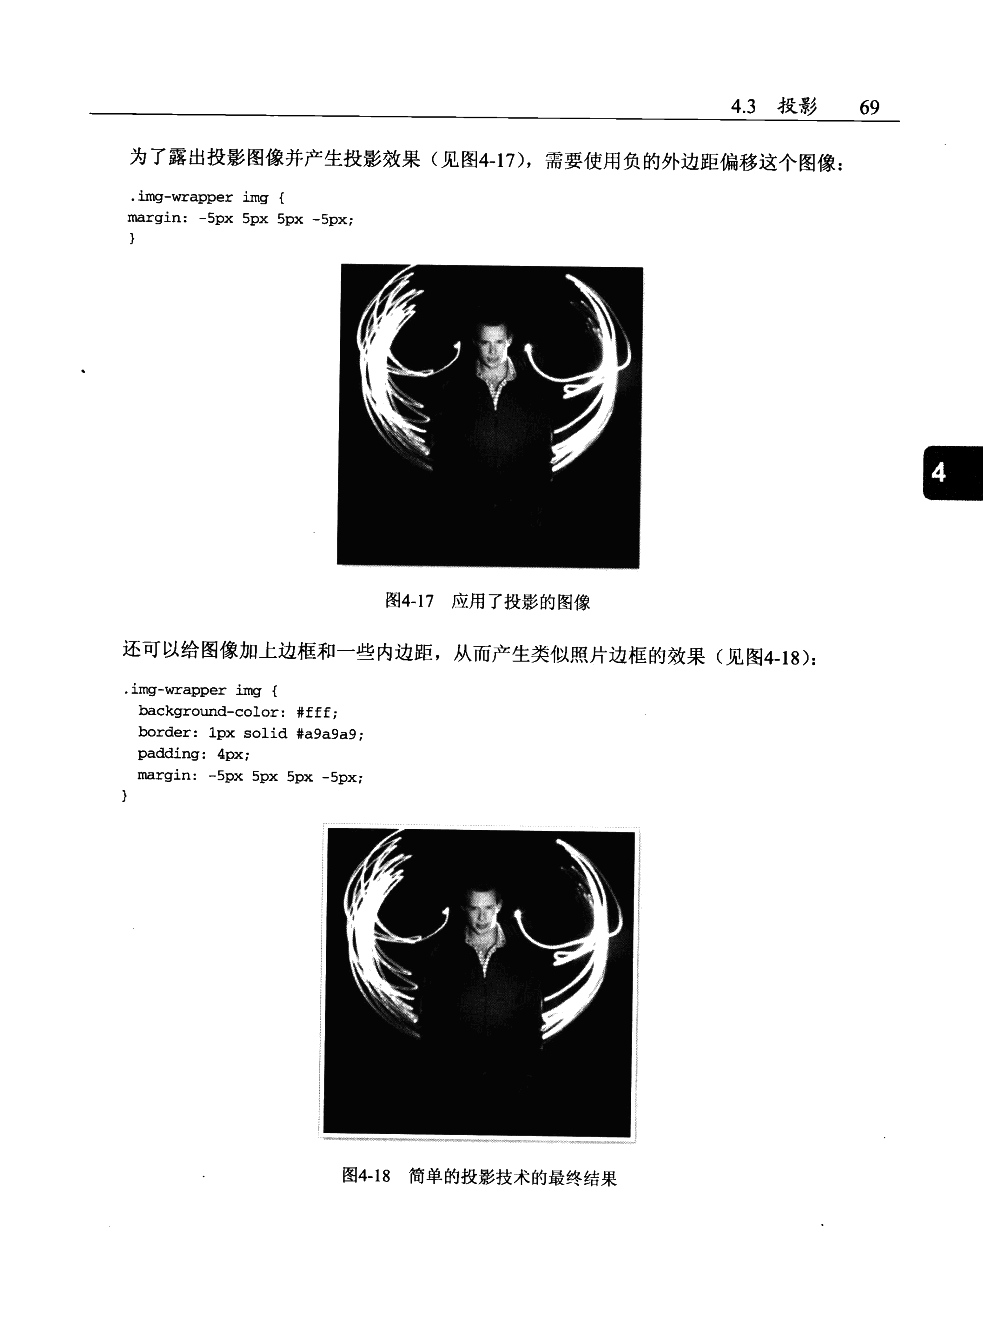 4.3 投影 69
为了露出投影图像并产生投影效果（见图4-17），需要使用负的外边距偏移这个图像：
.img-wrapper img {
margin: -5px 5px 5px -5px;
}
4
图4-17 应用了投影的图像
还可以给图像加上边框和一些内边距，从而产生类似照片边框的效果（见图4-18）：
.img-wrapper img {
background-color: #fff;
border: 1px solid #a9a9a9;
padding: 4px;
margin: -5px 5px 5px -5px;
}
图4-18 简单的投影技术的最终结果